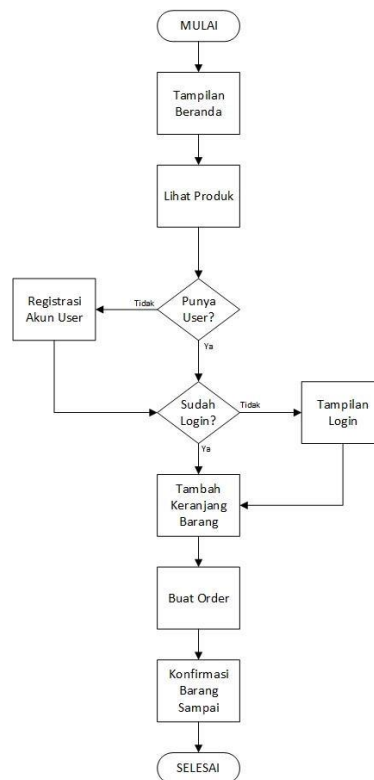 MULAI
Tampilan
Beranda
Lihat Produk
Registrasi
Akun User
Tidak
Punya
User?
Ya
Sudah
Login?
Tidak
Tampilan
Login
Ya
Tambah
Keranjang
Barang
Buat Order
Konfirmasi
Barang
Sampai
SELESAI